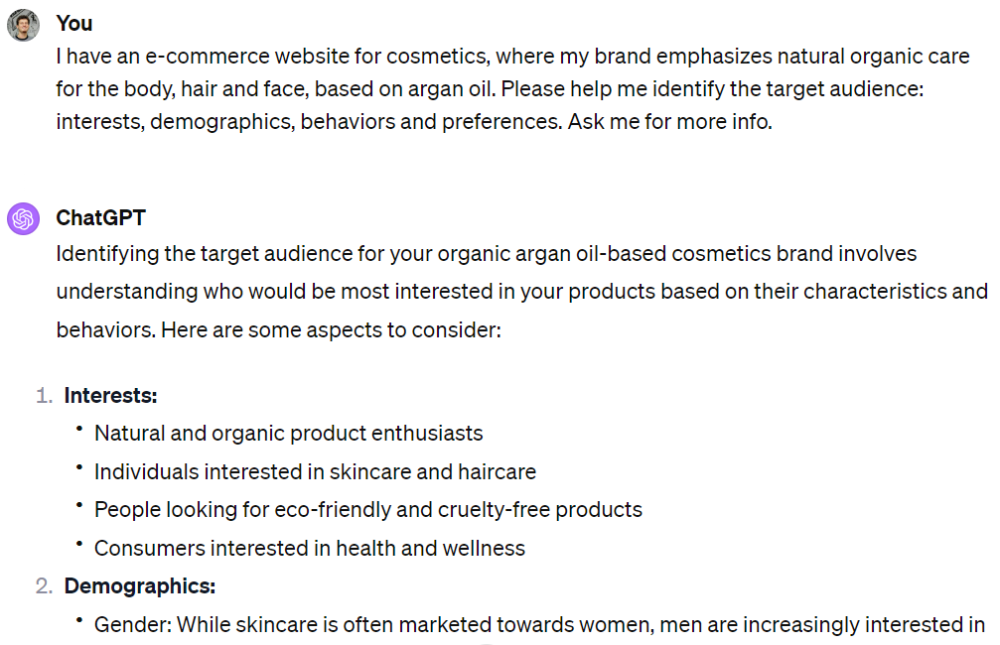 You
I have an e-commerce website for cosmetics, where my brand emphasizes natural organic care
for the body, hair and face, based on argan oil. Please help me identify the target audience:
interests, demographics, behaviors and preferences. Ask me for more info.
ChatGPT
Identifying the target audience for your organic argan oil-based cosmetics brand involves
understanding who would be most interested in your products based on their characteristics and
behaviors. Here are some aspects to consider:
1. Interests:
• Natural and organic product enthusiasts
• Individuals interested in skincare and haircare
• People looking for eco-friendly and cruelty-free products
• Consumers interested in health and wellness
2. Demographics:
• Gender: While skincare is often marketed towards women, men are increasingly interested in